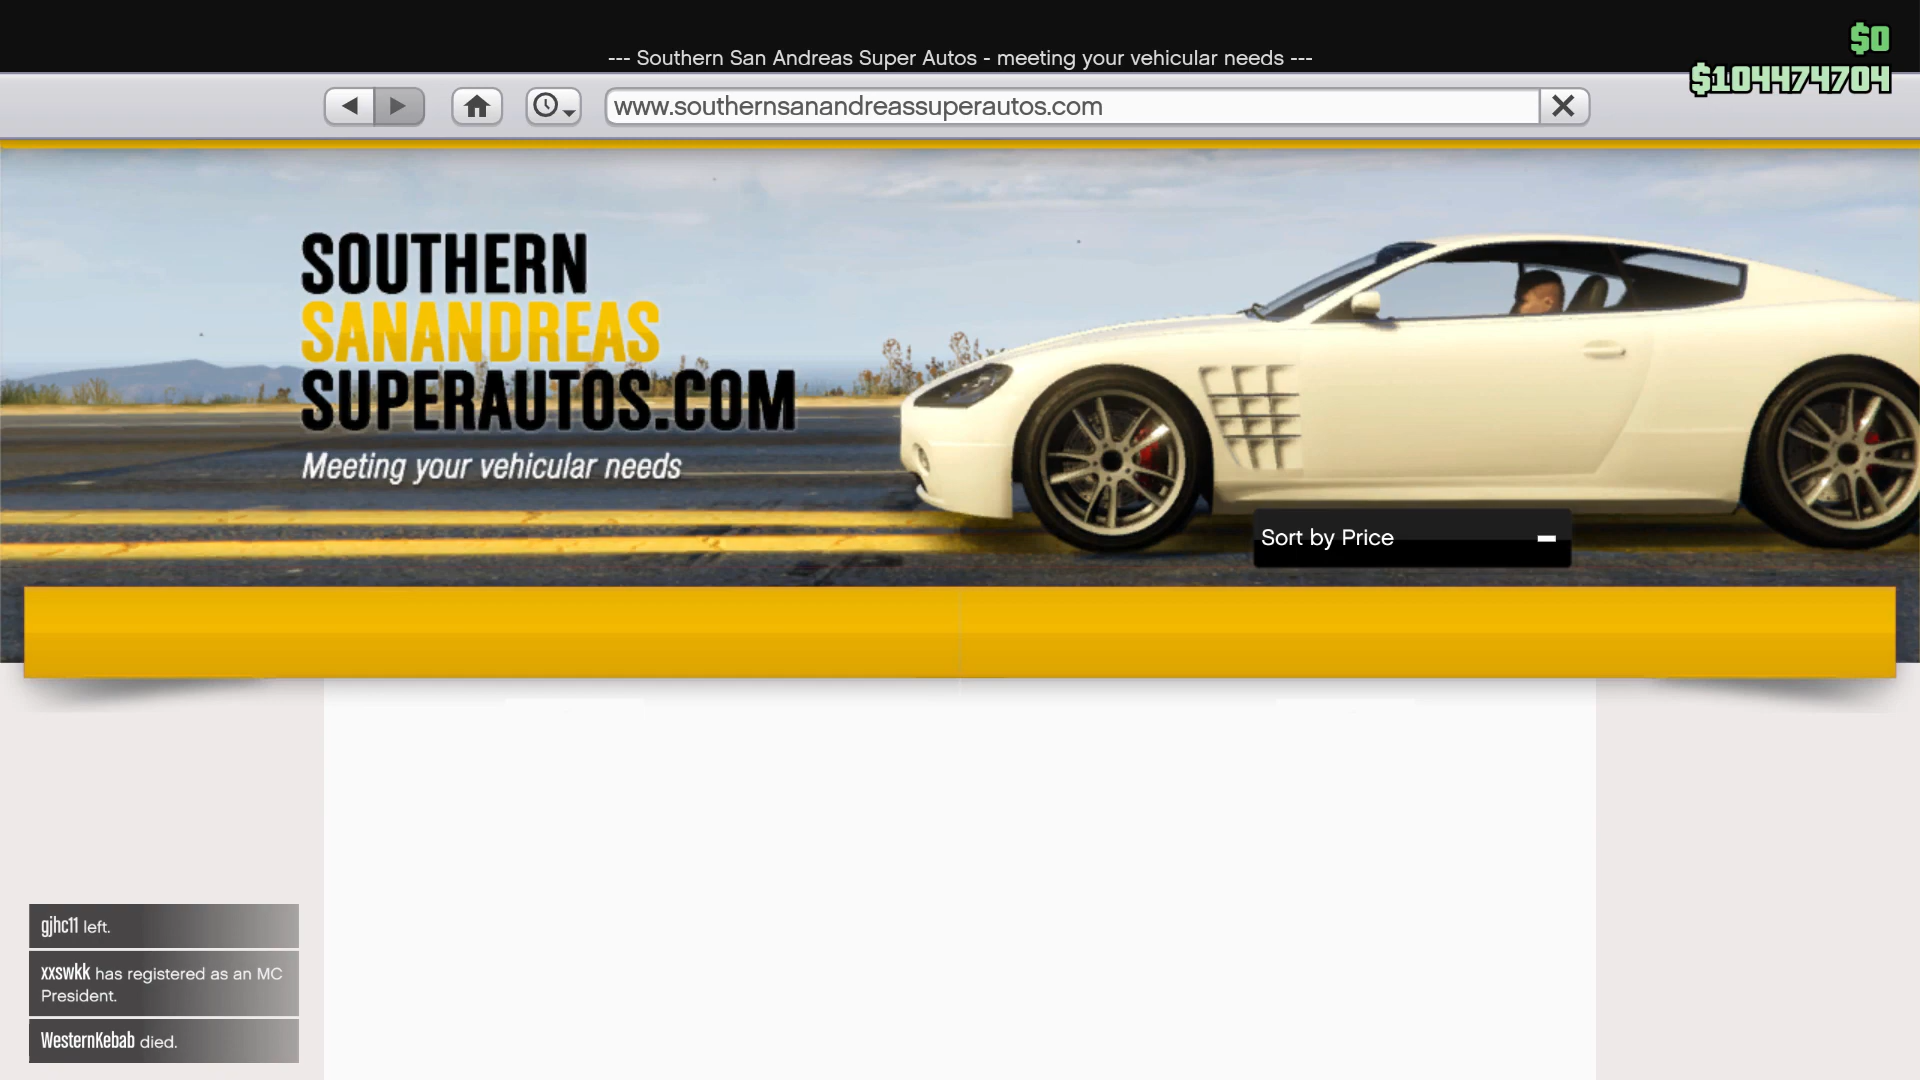 --- Southern San Andreas Super Autos - meeting your vehicular needs ---
$0
$104474704
www.southernsanandreassuperautos.com
SOUTHERN
SANANDREAS
SUPERAUTOS.COM
Meeting your vehicular needs
Sort by Price
gjhc11 left.
xxswkk has registered as an MC
President.
WesternKebab died.